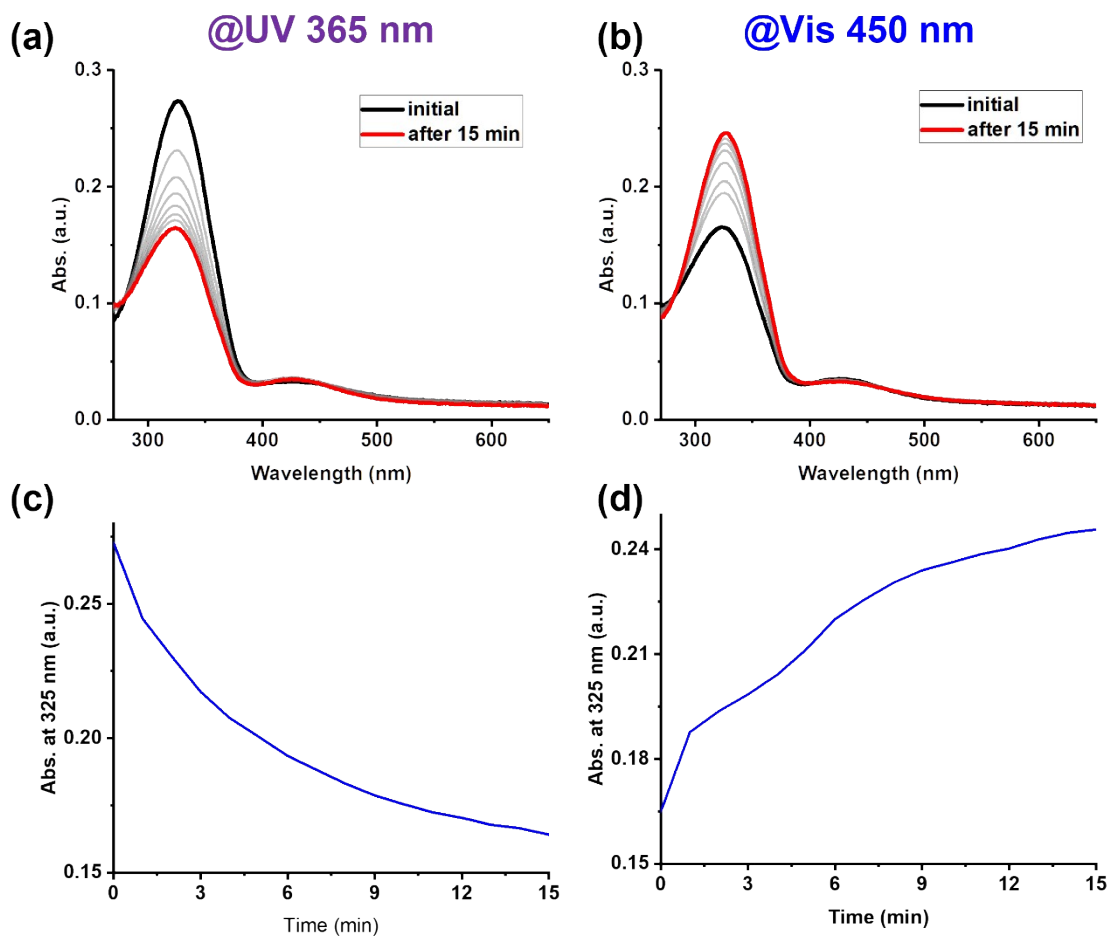 (a)
@UV 365 nm
(b)
@Vis 450 nm
0.3
0.2
0.1
0.0
Abs. (a.u.)
initial
after 15 min
300
400
500
600
Wavelength (nm)
0.3
0.2
0.1
0.0
Abs. (a.u.)
initial
after 15 min
300
400
500
600
Wavelength (nm)
(c)
0.25
0.20
0.15
Abs. at 325 nm (a.u.)
0
3
6
9
12
15
Time (min)
(d)
0.24
0.21
0.18
0.15
Abs. at 325 nm (a.u.)
0
3
6
9
12
15
Time (min)